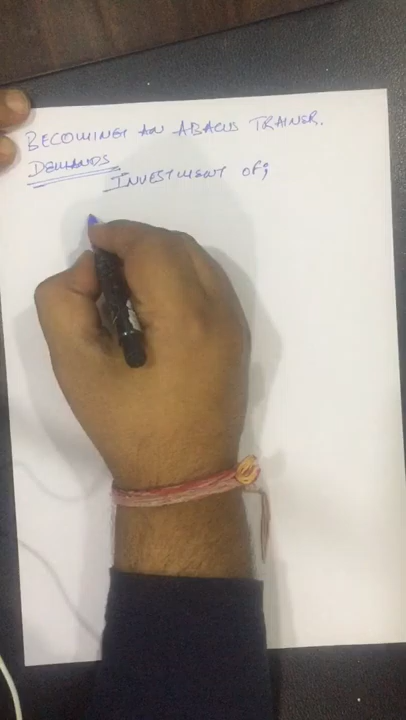 BECOMING AN ABACUS TRAINER.
DEMANDS
INVESTMENT OF;